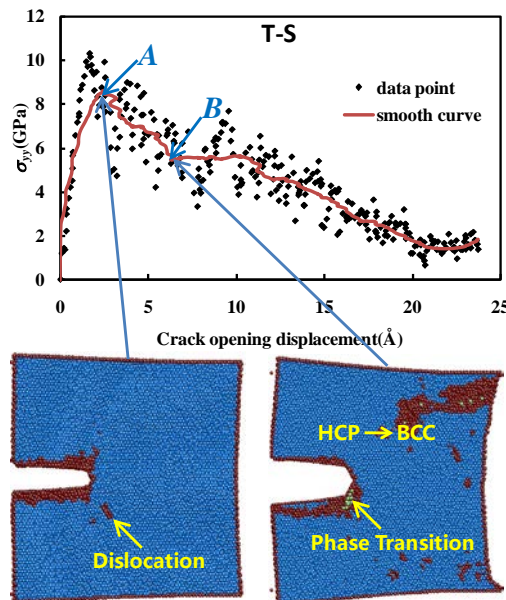 T-S
12
10
8
6
4
2
0
σyy(GPa)
A
B
data point
smooth curve
0
5
10
15
20
25
Crack opening displacement(Å)
HCP → BCC
Dislocation
Phase Transition